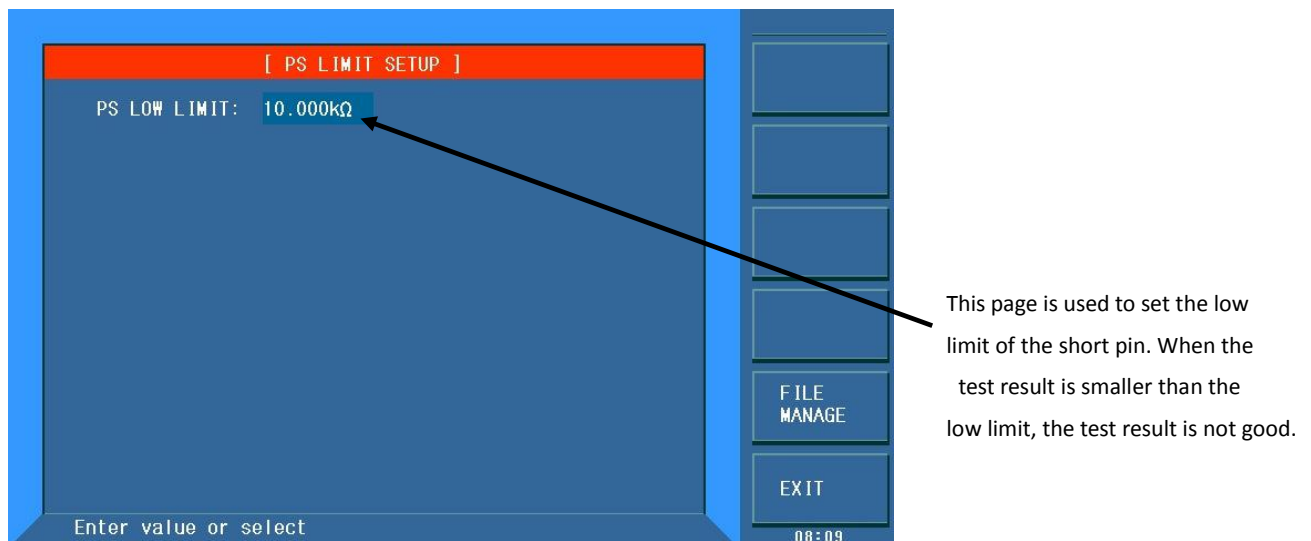 [ PS LIMIT SETUP ]
PS LOW LIMIT: 10.000kΩ
This page is used to set the low
limit of the short pin. When the
test result is smaller than the
low limit, the test result is not good.
FILE
MANAGE
EXIT
Enter value or select
08:09